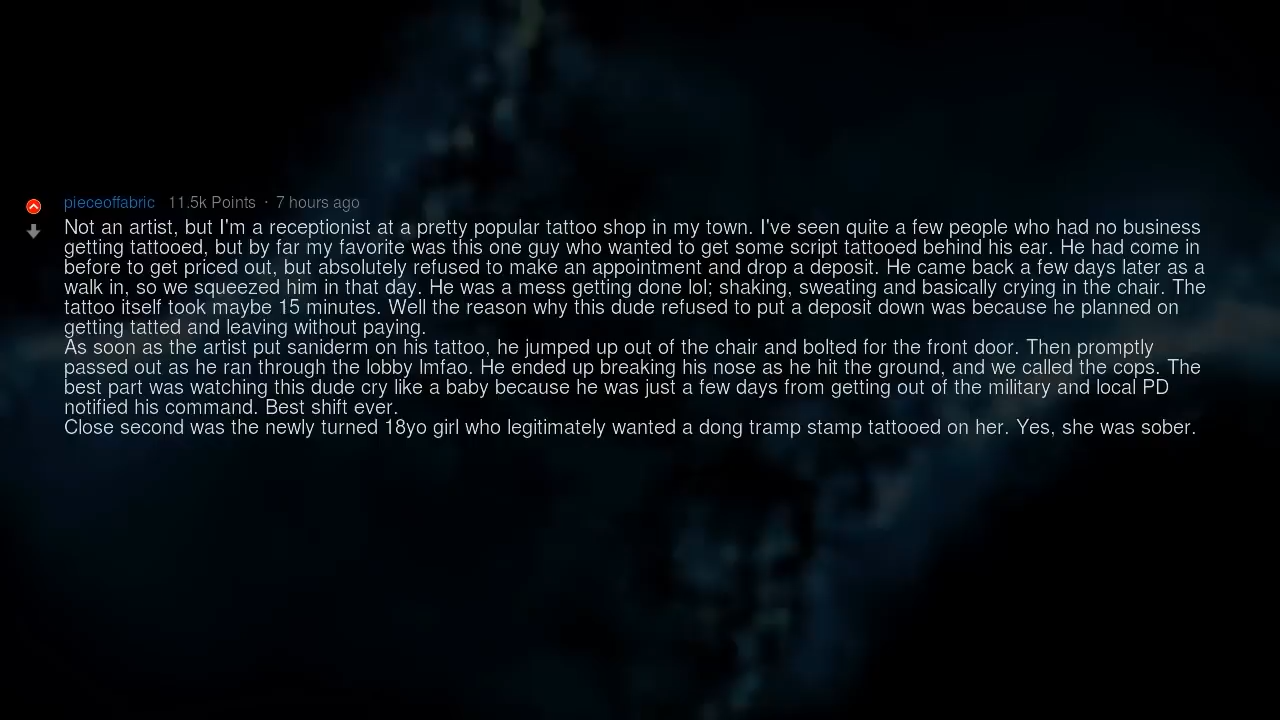 pieceoffabric 11.5k Points · 7 hours ago
Not an artist, but I'm a receptionist at a pretty popular tattoo shop in my town. I've seen quite a few people who had no business
getting tattooed, but by far my favorite was this one guy who wanted to get some script tattooed behind his ear. He had come in
before to get priced out, but absolutely refused to make an appointment and drop a deposit. He came back a few days later as a
walk in, so we squeezed him in that day. He was a mess getting done lol; shaking, sweating and basically crying in the chair. The
tattoo itself took maybe 15 minutes. Well the reason why this dude refused to put a deposit down was because he planned on
getting tatted and leaving without paying.
As soon as the artist put saniderm on his tattoo, he jumped up out of the chair and bolted for the front door. Then promptly
passed out as he ran through the lobby lmfao. He ended up breaking his nose as he hit the ground, and we called the cops. The
best part was watching this dude cry like a baby because he was just a few days from getting out of the military and local PD
notified his command. Best shift ever.
Close second was the newly turned 18yo girl who legitimately wanted a dong tramp stamp tattooed on her. Yes, she was sober.